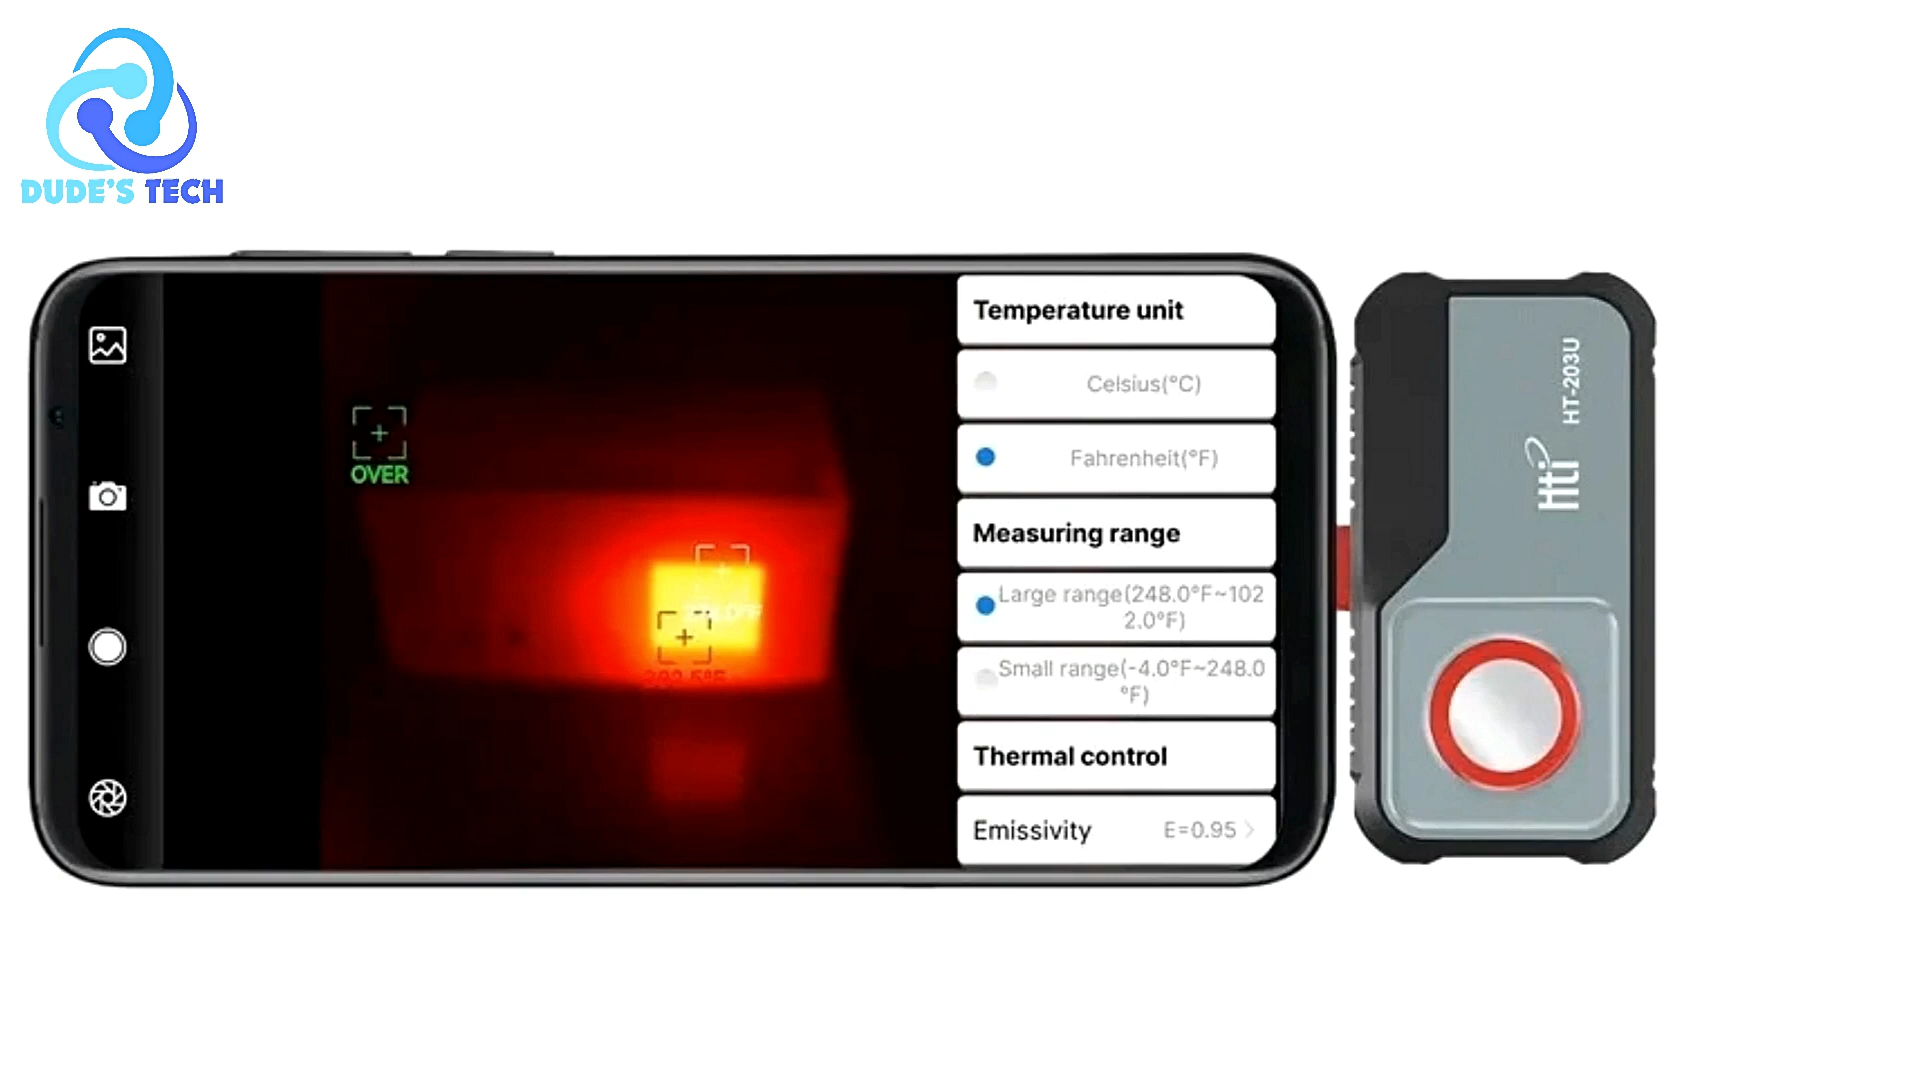 DUDE'S TECH
Temperature unit
Celsius(°C)
Fahrenheit(°F)
Measuring range
Large range(248.0°F~102
2.0°F)
Small range(-4.0°F~248.0
°F)
Thermal control
Emissivity E=0.95
OVER
Hti HT-203U